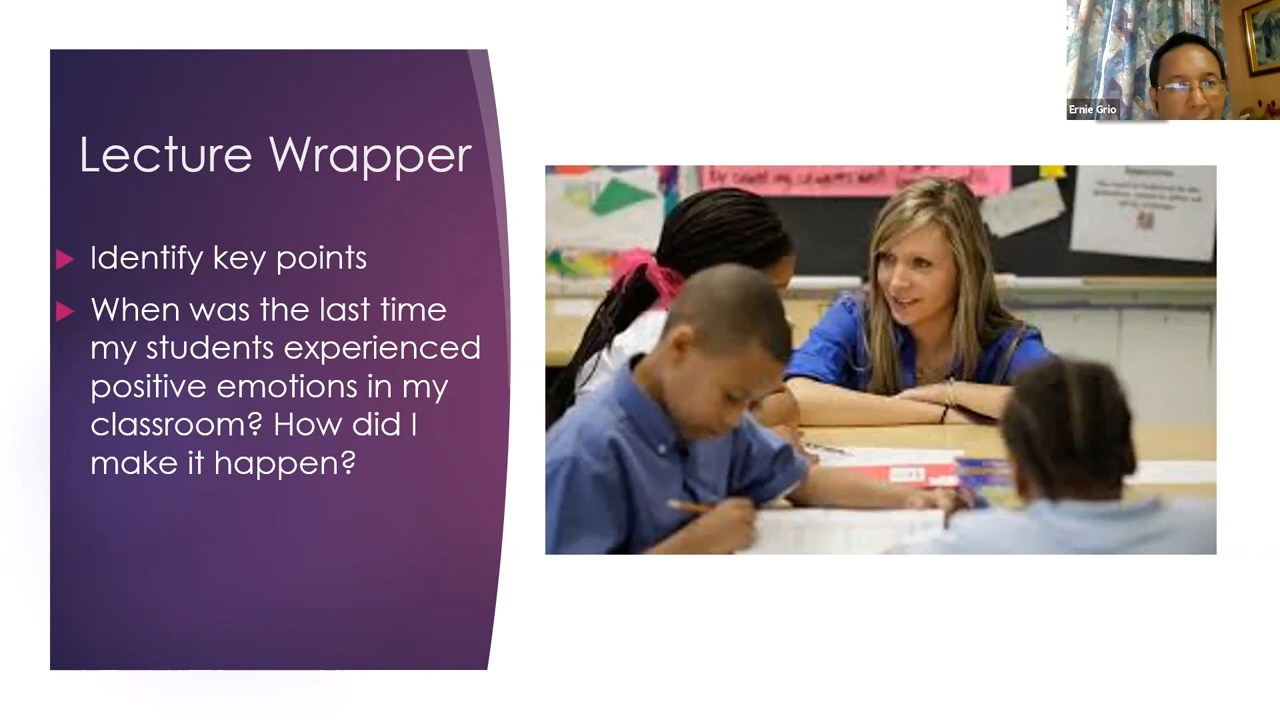 Lecture Wrapper
Identify key points
When was the last time
my students experienced
positive emotions in my
classroom? How did I
make it happen?
Ernie Grio